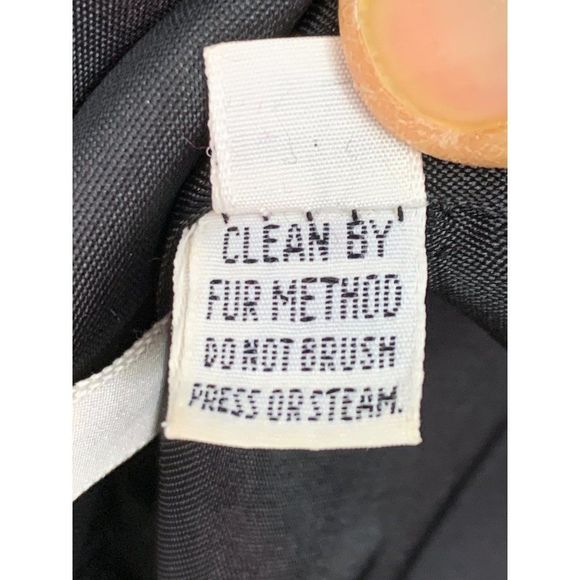 CLEAN BY
FUR METHOD
DO NOT BRUSH
PRESS OR STEAM.